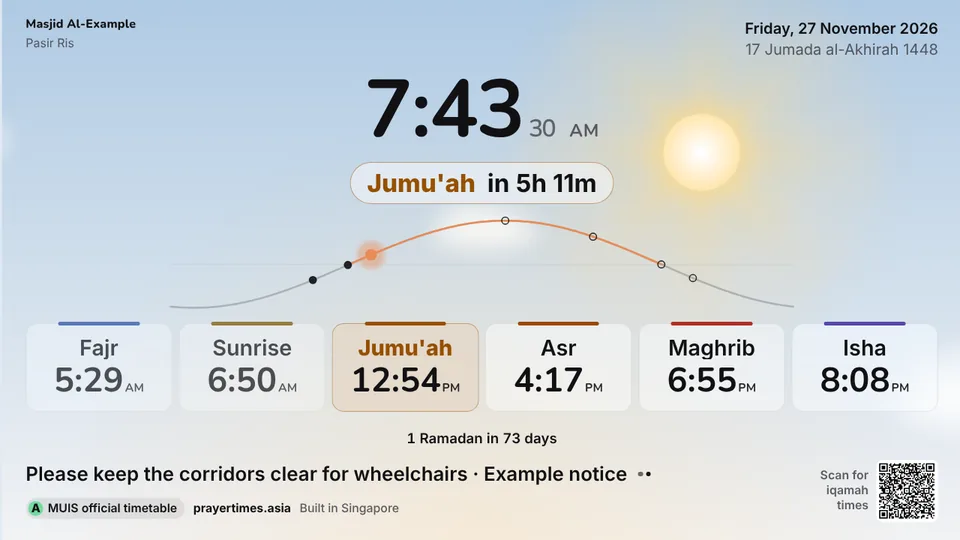 Masjid Al-Example
Pasir Ris
Friday, 27 November 2026
17 Jumada al-Akhirah 1448
7:43 30 AM
Jumu'ah in 5h 11m
Fajr
5:29 AM
Sunrise
6:50 AM
Jumu'ah
12:54 PM
Asr
4:17 PM
Maghrib
6:55 PM
Isha
8:08 PM
1 Ramadan in 73 days
Please keep the corridors clear for wheelchairs · Example notice
A MUIS official timetable prayertimes.asia Built in Singapore
Scan for
iqamah
times